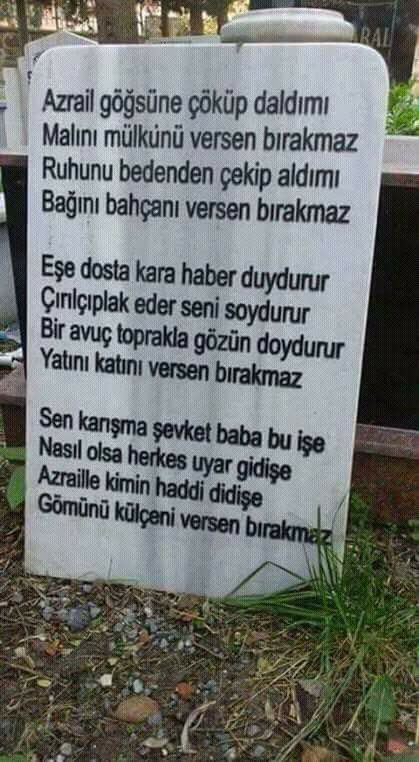 ARAL
Azrail göğsüne çöküp daldımı
Malını mülkünü versen bırakmaz
Ruhunu bedenden çekip aldımı
Bağını bahçanı versen bırakmaz
Eşe dosta kara haber duydurur
Çırılçıplak eder seni soydurur
Bir avuç toprakla gözün doydurur
Yatını katını versen bırakmaz
Sen karışma şevket baba bu işe
Nasıl olsa herkes uyar gidişe
Azraille kimin haddi didişe
Gömünü külçeni versen bırakmaz